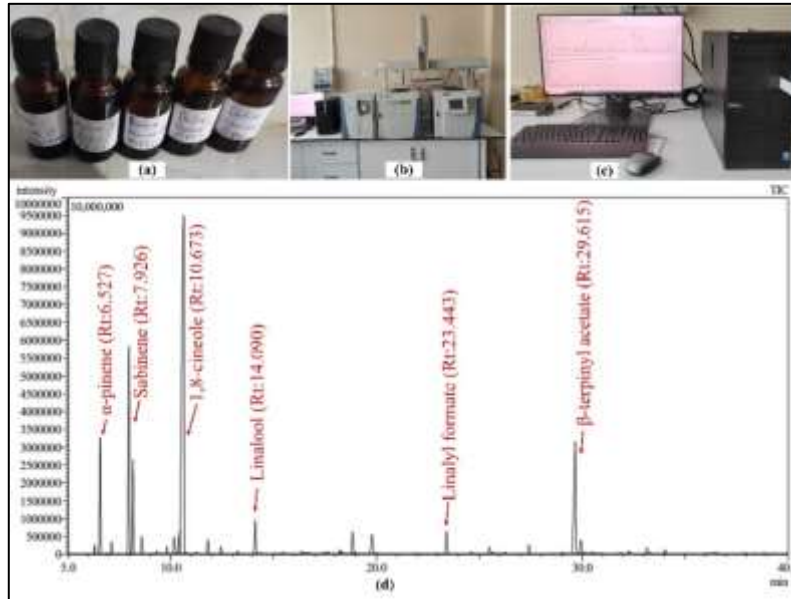 (a)
(b)
(c)
intensity
TIC
10,000,000
10000000
9500000
9000000
8500000
8000000
7500000
7000000
6500000
6000000
5500000
5000000
4500000
4000000
3500000
3000000
2500000
2000000
1500000
1000000
500000
0
α-pinene (Rt:6.527)
Sabinene (Rt:7.926)
1,8-cineole (Rt:10.673)
Linalool (Rt:14.090)
Linalyl formate (Rt:23.443)
β-terpinyl acetate (Rt:29.615)
5.0
10.0
20.0
30.0
40
min
(d)